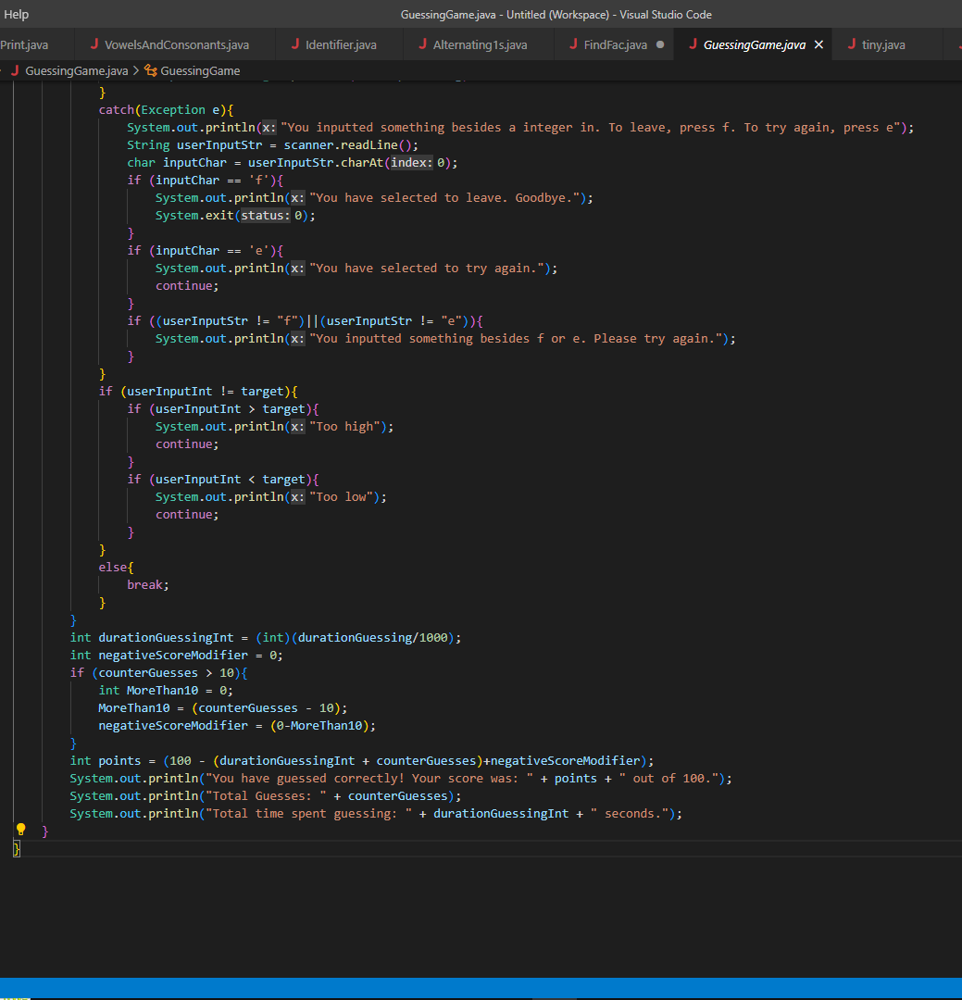 Help
GuessingGame.java - Untitled (Workspace) - Visual Studio Code
Print.java
VowelsAndConsonants.java
Identifier.java
Alternating1s.java
FindFac.java
GuessingGame.java
tiny.java
GuessingGame.java > GuessingGame
}
catch(Exception e){
System.out.println(x: "You inputted something besides a integer in. To leave, press f. To try again, press e");
String userInputStr = scanner.readLine();
char inputChar = userInputStr.charAt(index: 0);
if (inputChar == 'f'){
System.out.println(x: "You have selected to leave. Goodbye.");
System.exit(status: 0);
}
if (inputChar == 'e'){
System.out.println(x: "You have selected to try again.");
continue;
}
if ((userInputStr != "f")||(userInputStr != "e")){
System.out.println(x: "You inputted something besides f or e. Please try again.");
}
}
if (userInputInt != target){
if (userInputInt > target){
System.out.println(x: "Too high");
continue;
}
if (userInputInt < target){
System.out.println(x: "Too low");
continue;
}
}
else{
break;
}
}
int durationGuessingInt = (int)(durationGuessing/1000);
int negativeScoreModifier = 0;
if (counterGuesses > 10){
int MoreThan10 = 0;
MoreThan10 = (counterGuesses - 10);
negativeScoreModifier = (0-MoreThan10);
}
int points = (100 - (durationGuessingInt + counterGuesses)+negativeScoreModifier);
System.out.println("You have guessed correctly! Your score was: " + points + " out of 100.");
System.out.println("Total Guesses: " + counterGuesses);
System.out.println("Total time spent guessing: " + durationGuessingInt + " seconds.");
}
}